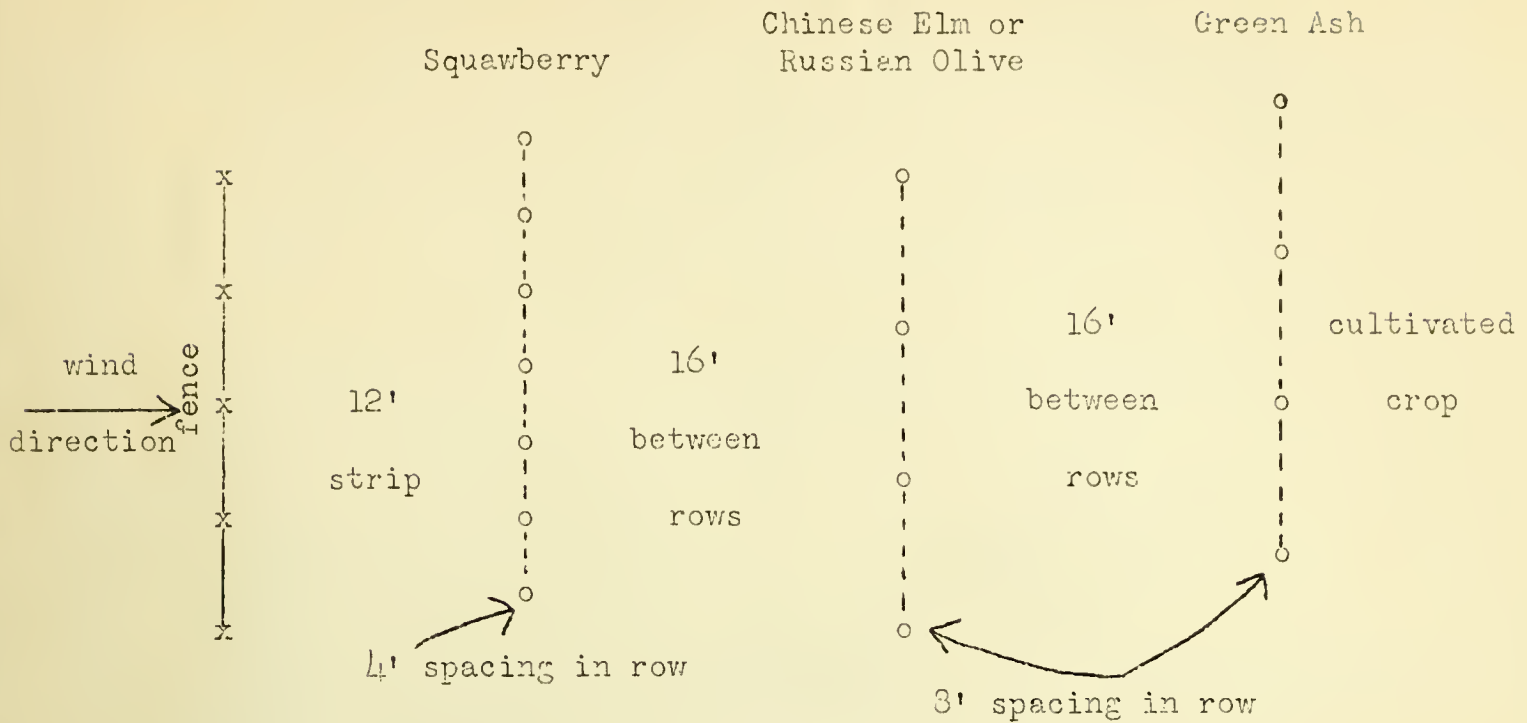 Chinese Elm or
Russian Olive
Green Ash
Squawberry
wind
direction
fence
12'
strip
16'
between
rows
16'
between
rows
cultivated
crop
4' spacing in row
8' spacing in row